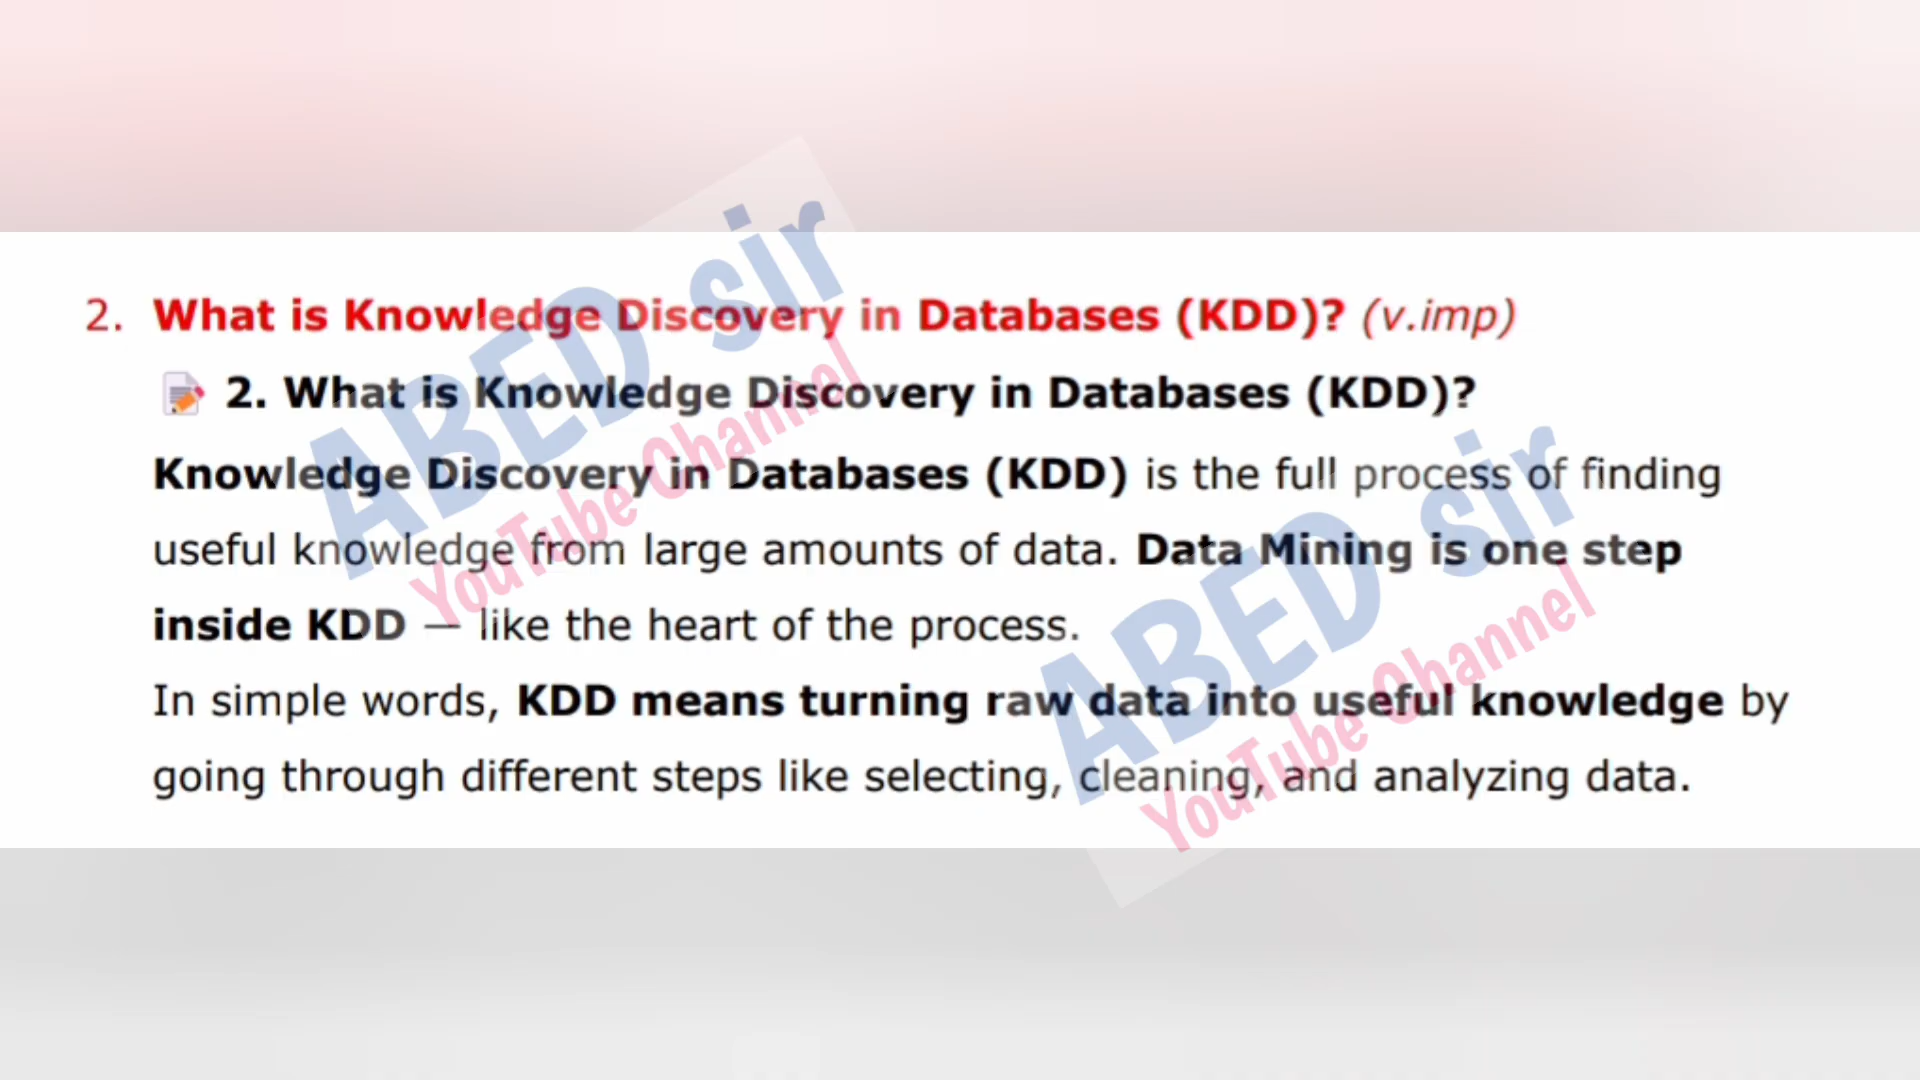 2. What is Knowledge Discovery in Databases (KDD)? (v.imp)
📝 2. What is Knowledge Discovery in Databases (KDD)?
Knowledge Discovery in Databases (KDD) is the full process of finding
useful knowledge from large amounts of data. Data Mining is one step
inside KDD — like the heart of the process.
In simple words, KDD means turning raw data into useful knowledge by
going through different steps like selecting, cleaning, and analyzing data.
ABED sir
YouTube Channel
ABED sir
YouTube Channel